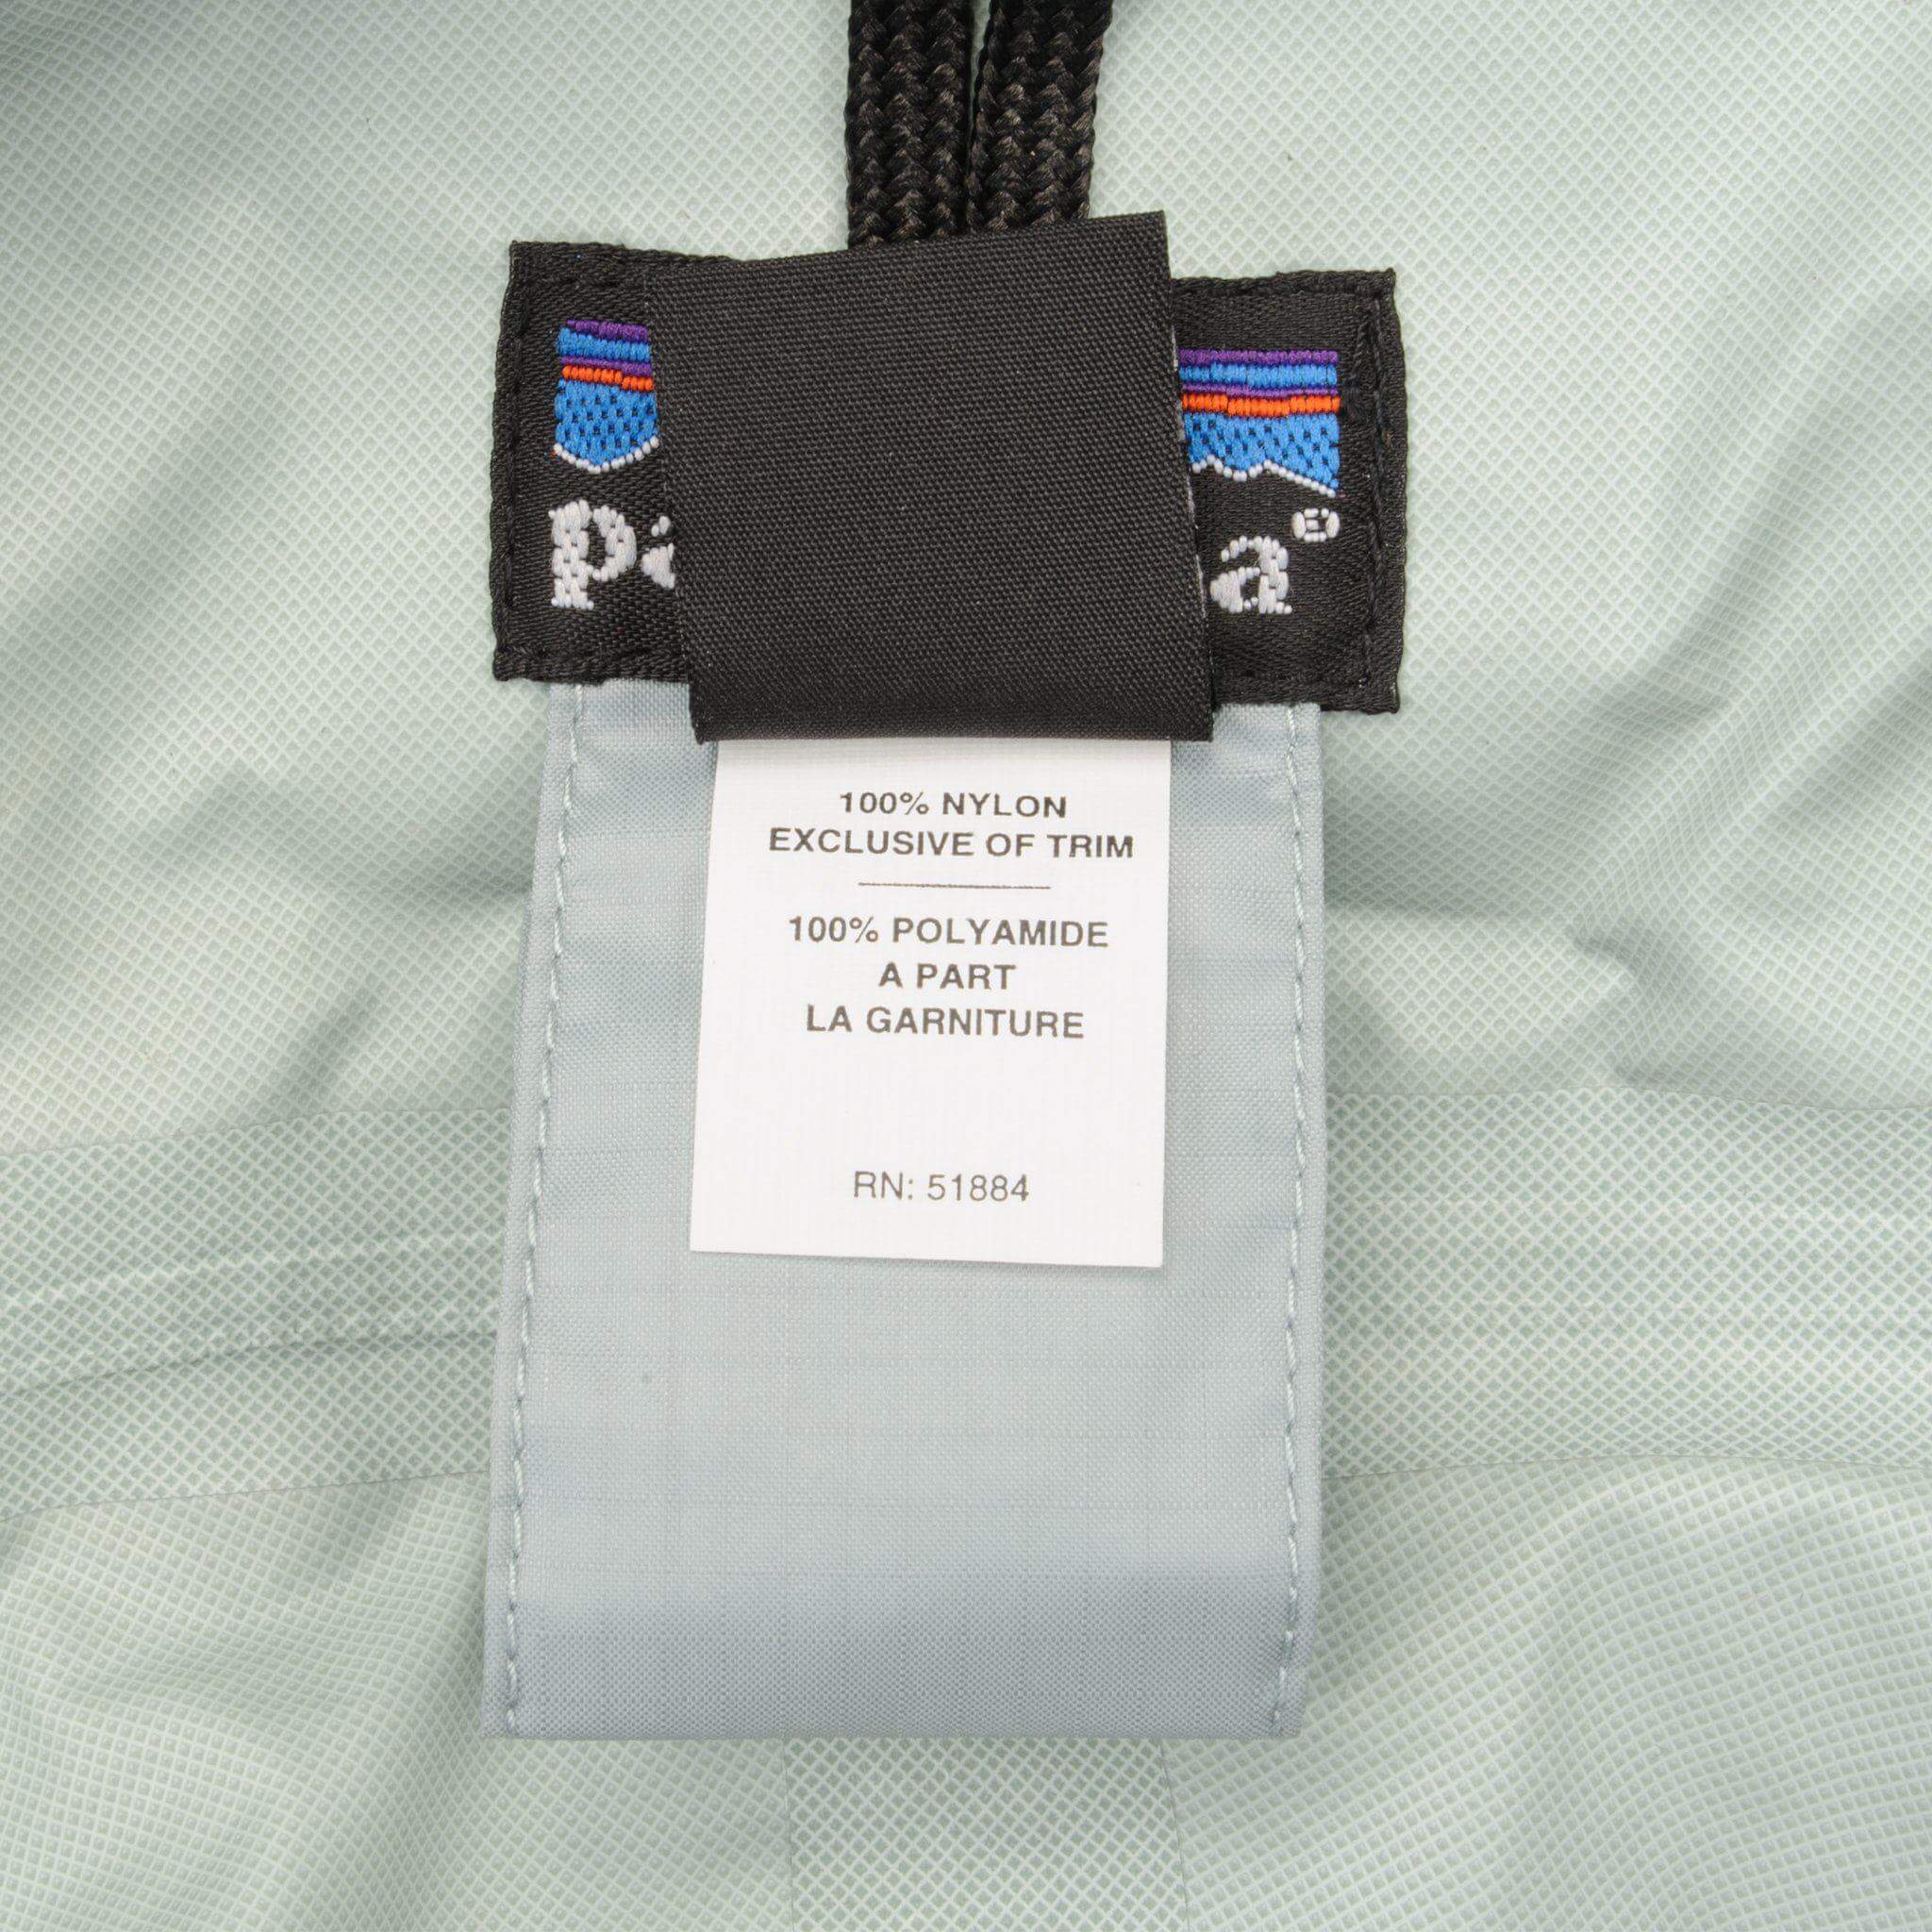 100% NYLON
EXCLUSIVE OF TRIM
100% POLYAMIDE
A PART
LA GARNITURE
RN: 51884